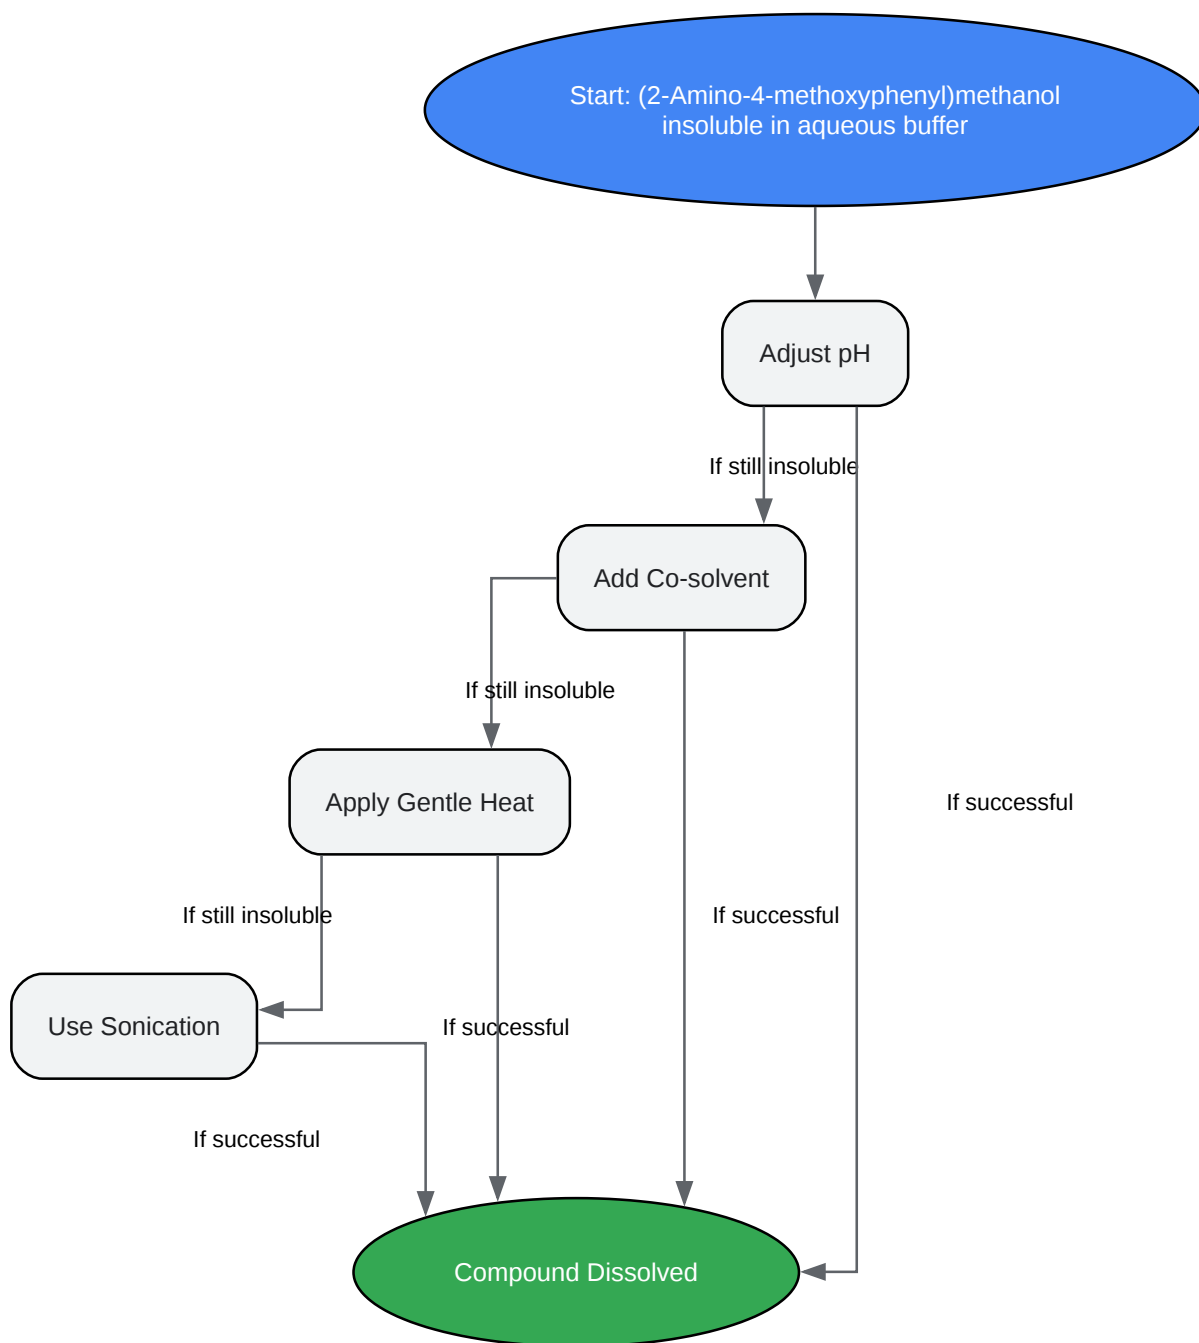 Start: (2-Amino-4-methoxyphenyl)methanol
insoluble in aqueous buffer
Adjust pH
If still insoluble
Add Co-solvent
If still insoluble
Apply Gentle Heat
If successful
If still insoluble
If successful
Use Sonication
If successful
If successful
Compound Dissolved